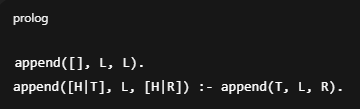 prolog
append([], L, L).
append([H|T], L, [H|R]) :- append(T, L, R).